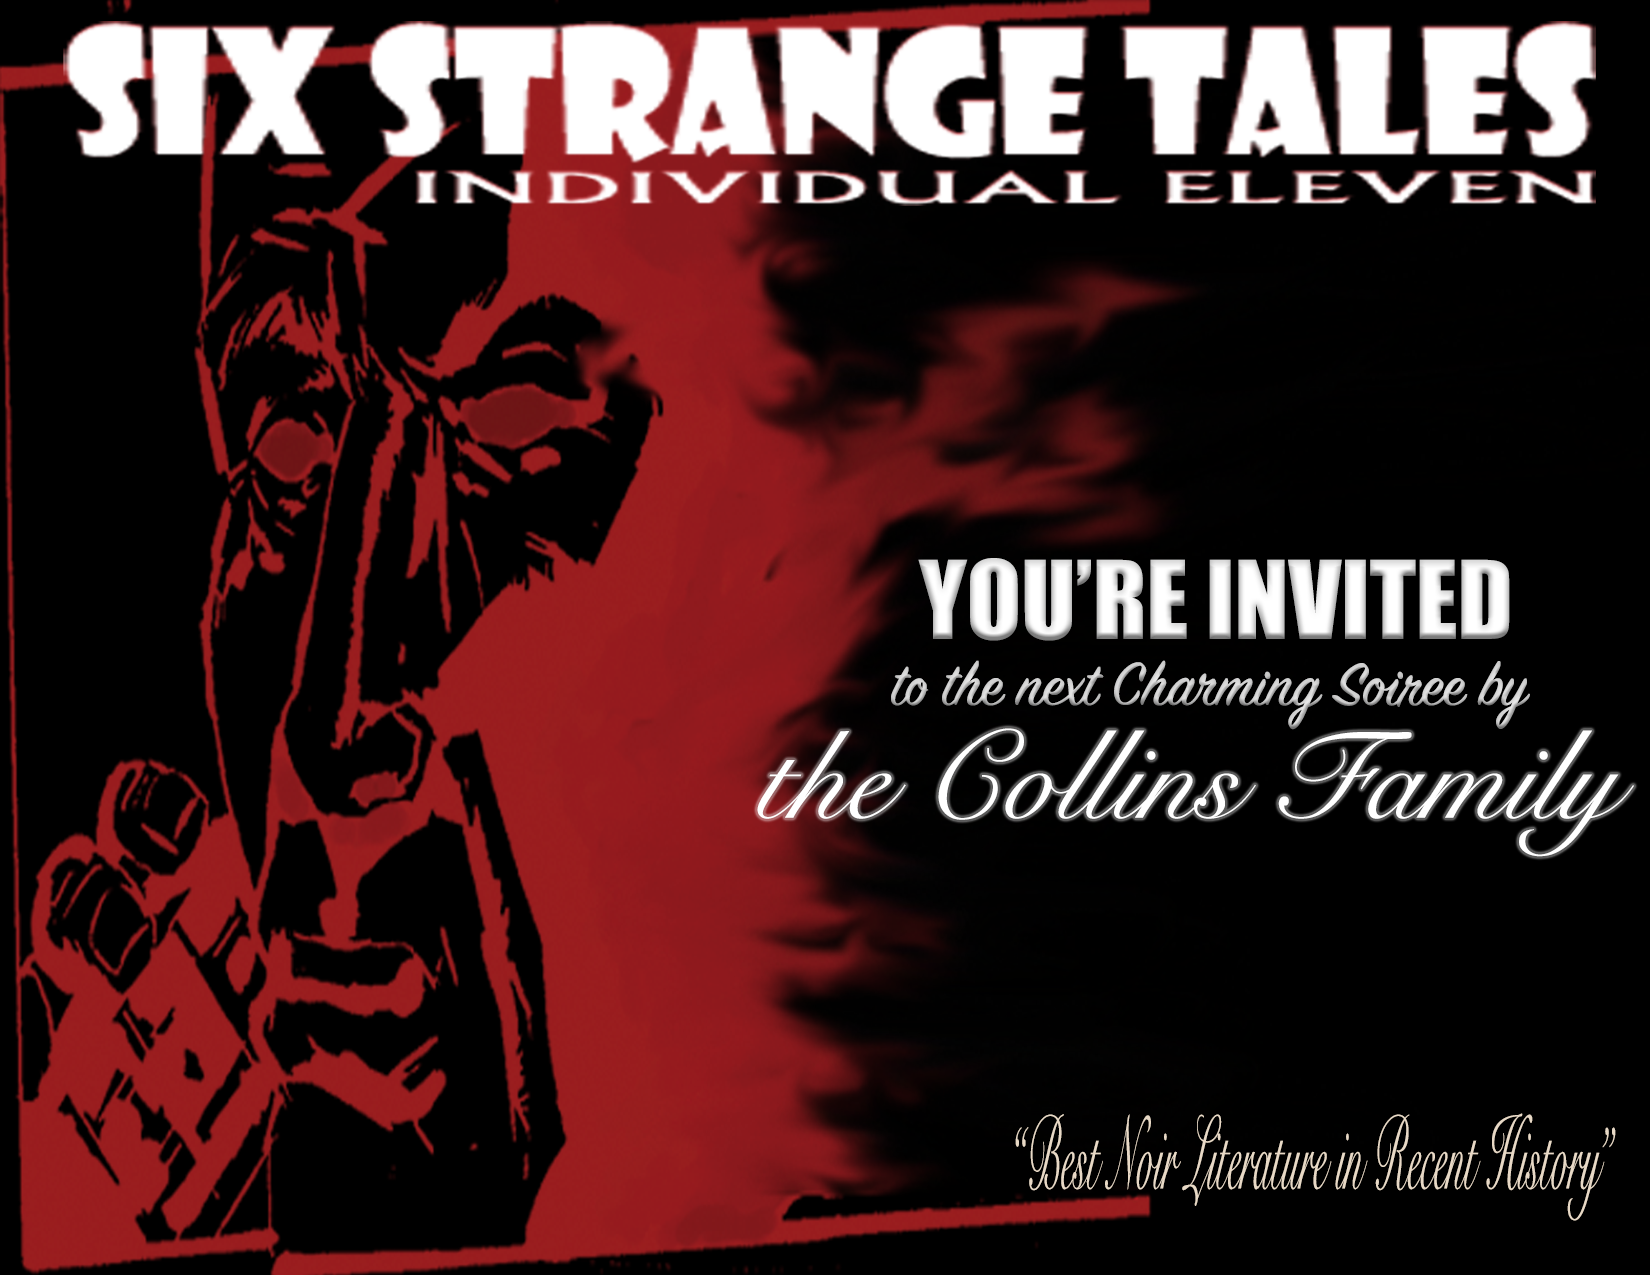 SIX STRANGE TALES
INDIVIDUAL ELEVEN
YOU'RE INVITED
to the next Charming Soiree by
the Collins Family
“Best Noir Literature in Recent History”